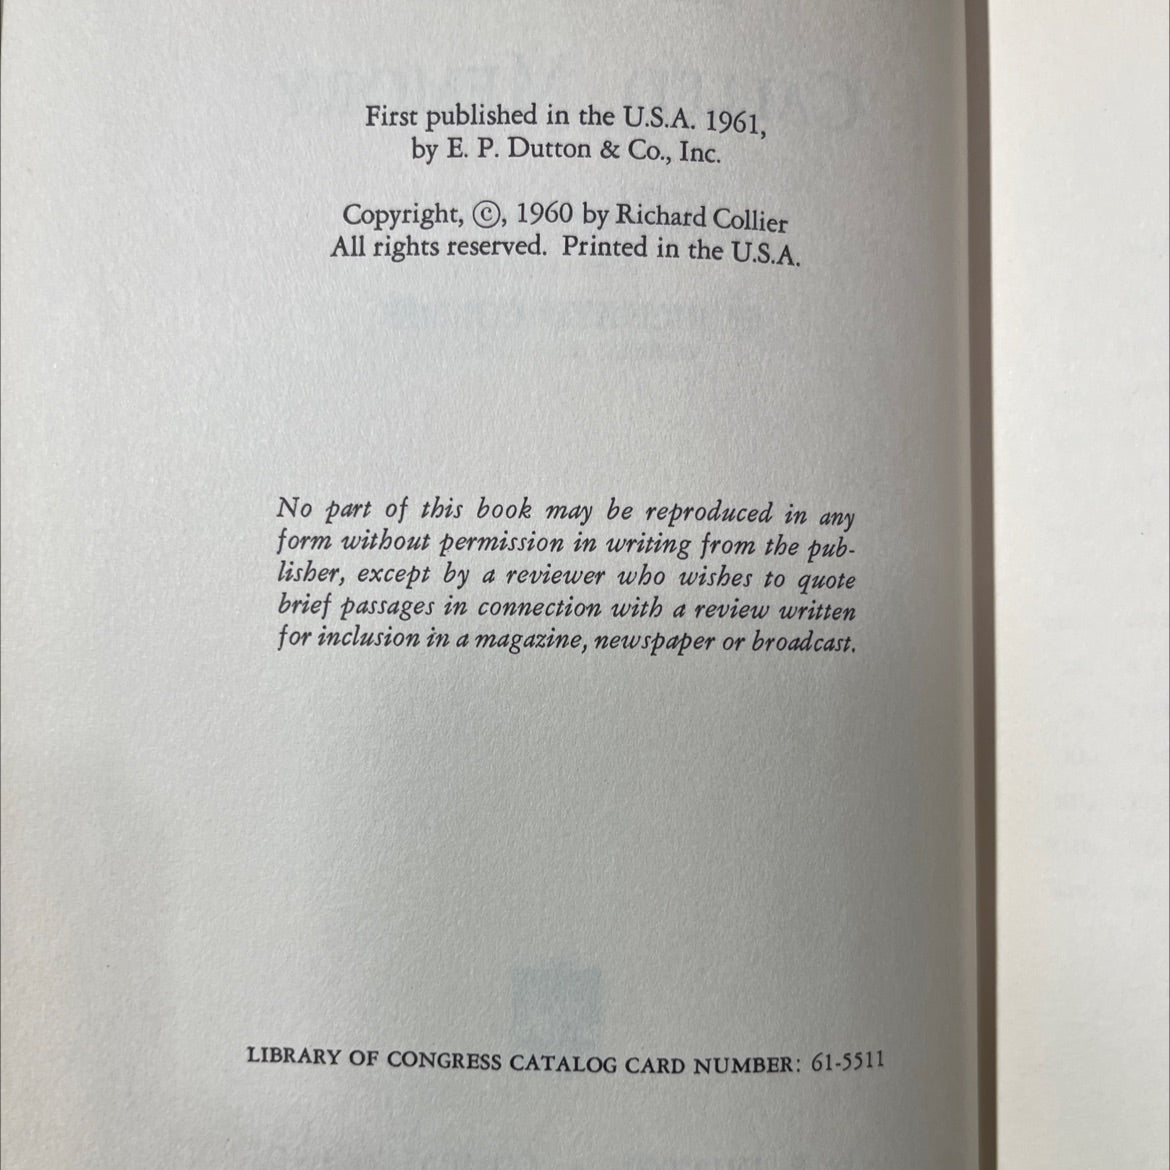 First published in the U.S.A. 1961,
by E. P. Dutton & Co., Inc.
Copyright, ©, 1960 by Richard Collier
All rights reserved. Printed in the U.S.A.
No part of this book may be reproduced in any
form without permission in writing from the pub-
lisher, except by a reviewer who wishes to quote
brief passages in connection with a review written
for inclusion in a magazine, newspaper or broadcast.
LIBRARY OF CONGRESS CATALOG CARD NUMBER: 61-5511